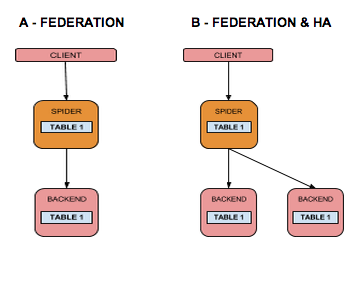 A - FEDERATION
B - FEDERATION & HA
CLIENT
CLIENT
SPIDER
TABLE 1
SPIDER
TABLE 1
BACKEND
TABLE 1
BACKEND
TABLE 1
BACKEND
TABLE 1